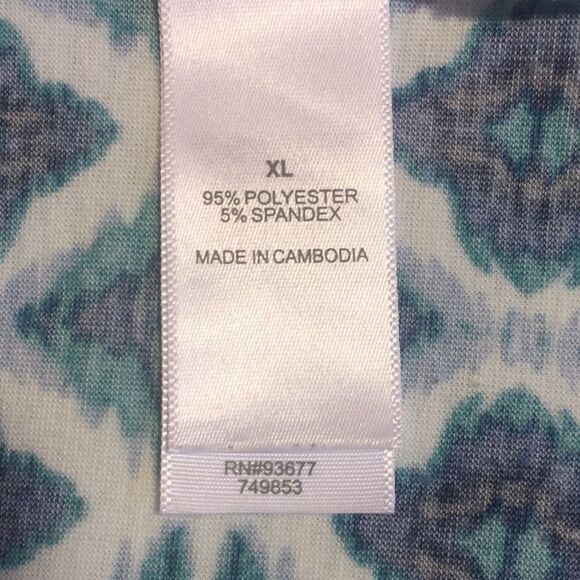 XL
95% POLYESTER
5% SPANDEX
MADE IN CAMBODIA
RN#93677
749853